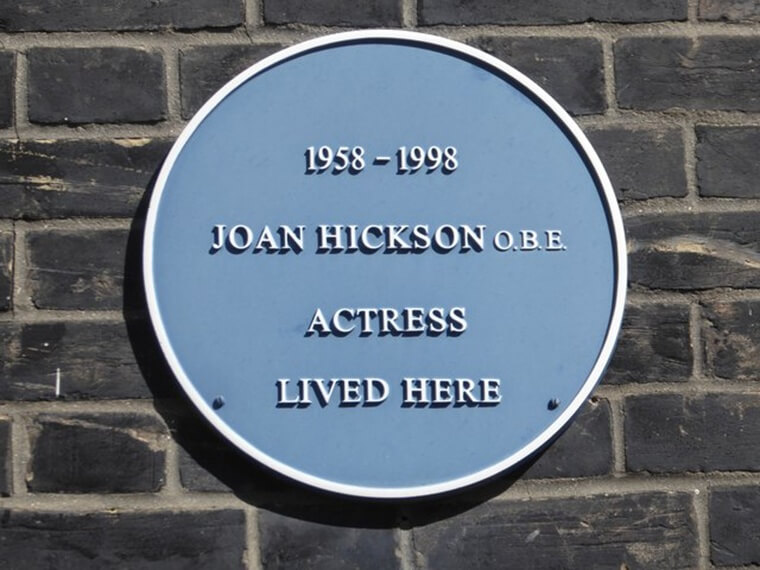 1958 – 1998
JOAN HICKSON O.B.E.
ACTRESS
LIVED HERE